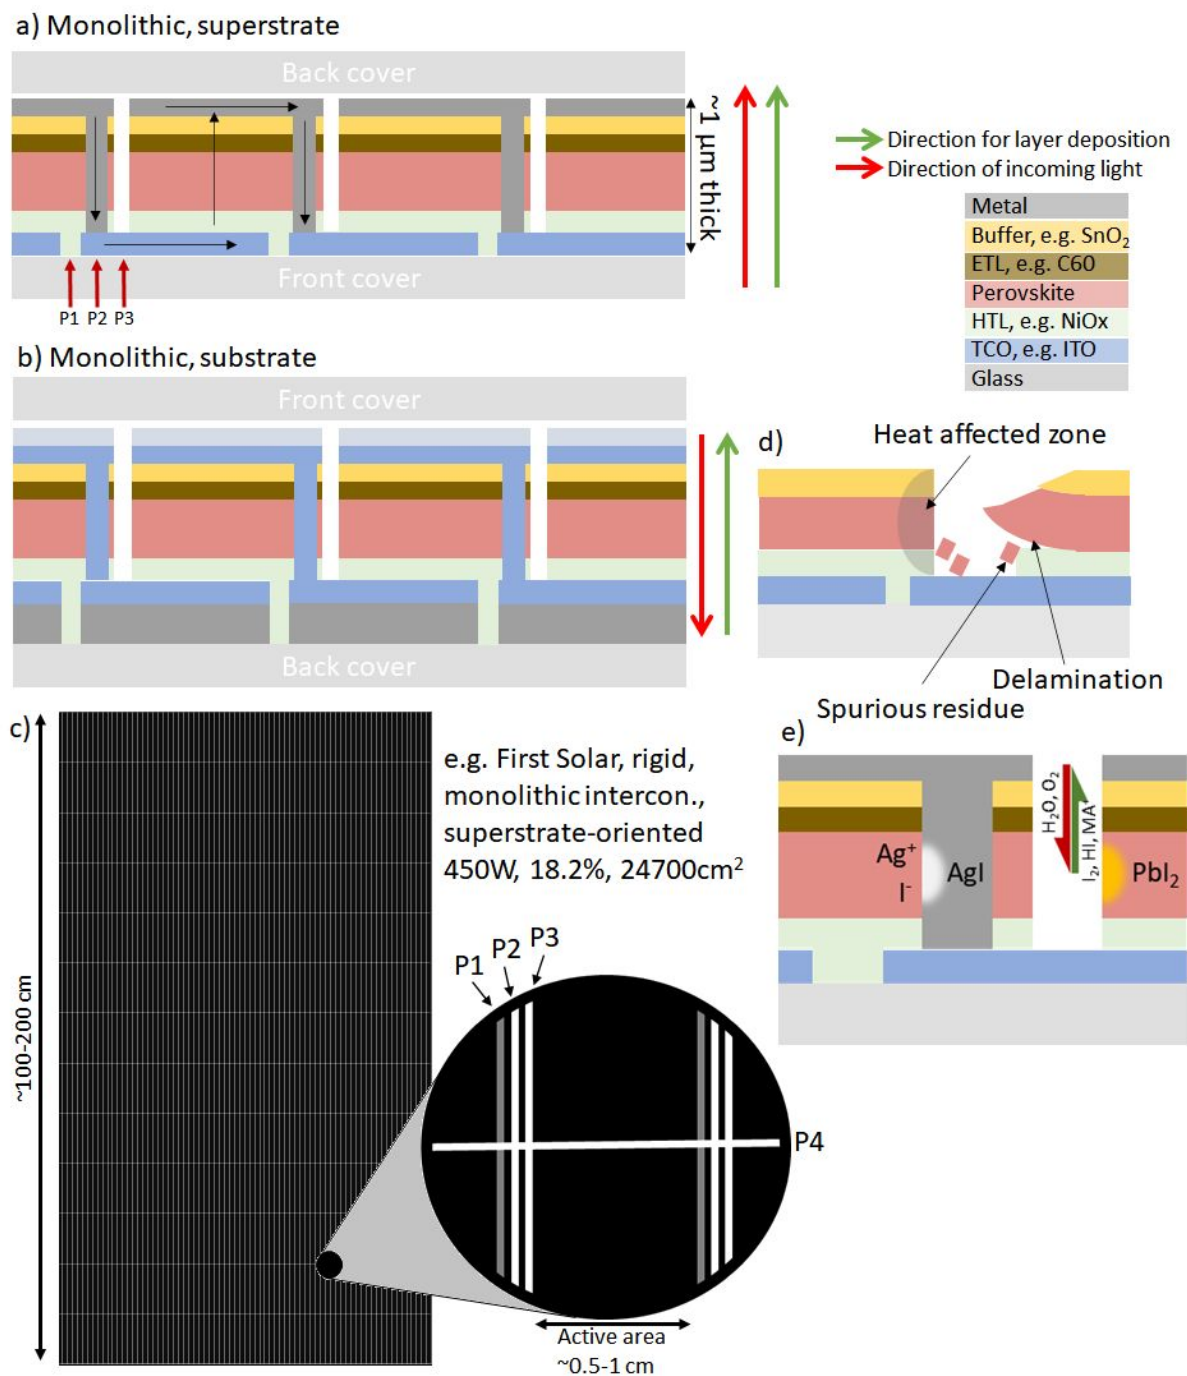 a) Monolithic, superstrate
Back cover
~1 μm thick
Front cover
P1 P2 P3
Direction for layer deposition
Direction of incoming light
Metal
Buffer, e.g. SnO₂
ETL, e.g. C60
Perovskite
HTL, e.g. NiOx
TCO, e.g. ITO
Glass
b) Monolithic, substrate
Front cover
Back cover
d)
Heat affected zone
Delamination
Spurious residue
c)
~100-200 cm
e.g. First Solar, rigid,
monolithic intercon.,
superstrate-oriented
450W, 18.2%, 24700cm²
P1
P2
P3
P4
Active area
~0.5-1 cm
e)
H₂O, O₂
I₂, HI, MA⁺
Ag⁺
I⁻
AgI
PbI₂